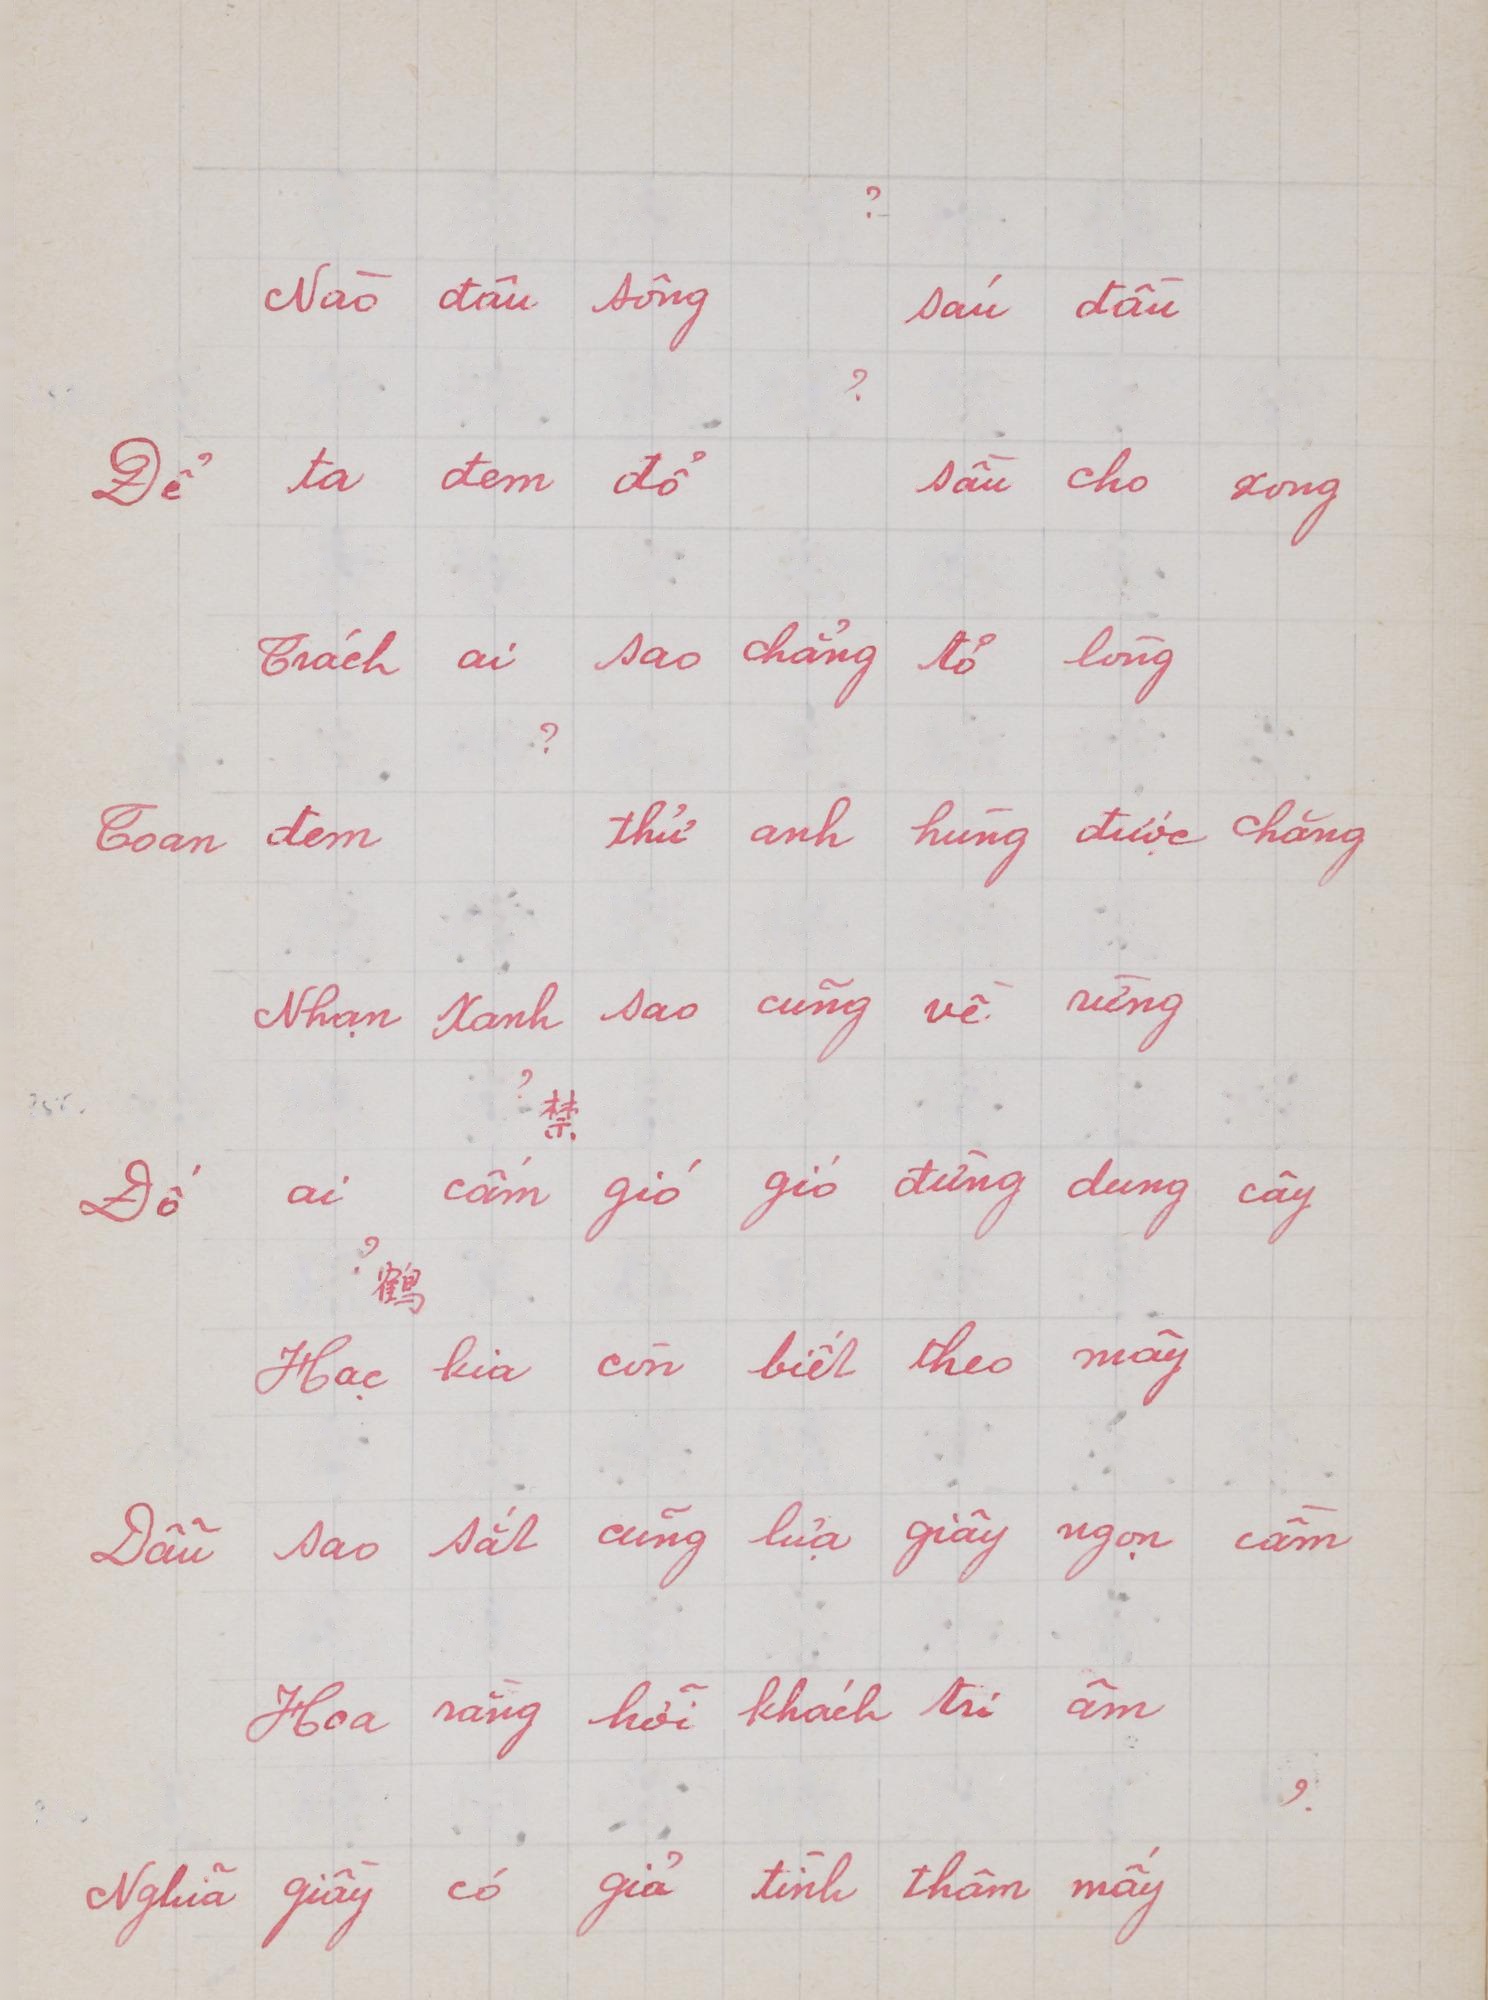 ?
Nào đâu sông sáu đầu
?
Để ta đem đổ sầu cho xong
Trách ai sao chẳng tỏ lòng
?
Toan đem thử anh hùng được chăng
Nhạn xanh sao cũng về rừng
? 禁
Đố ai cấm gió gió đừng dung cây
? 鶴
Hạc kia còn biết theo mây
Dẫu sao sắt cũng lựa giây ngọn cầm
Hoa rằng hỡi khách tri âm
?
Nghĩa giầy có giả tình thâm mấy